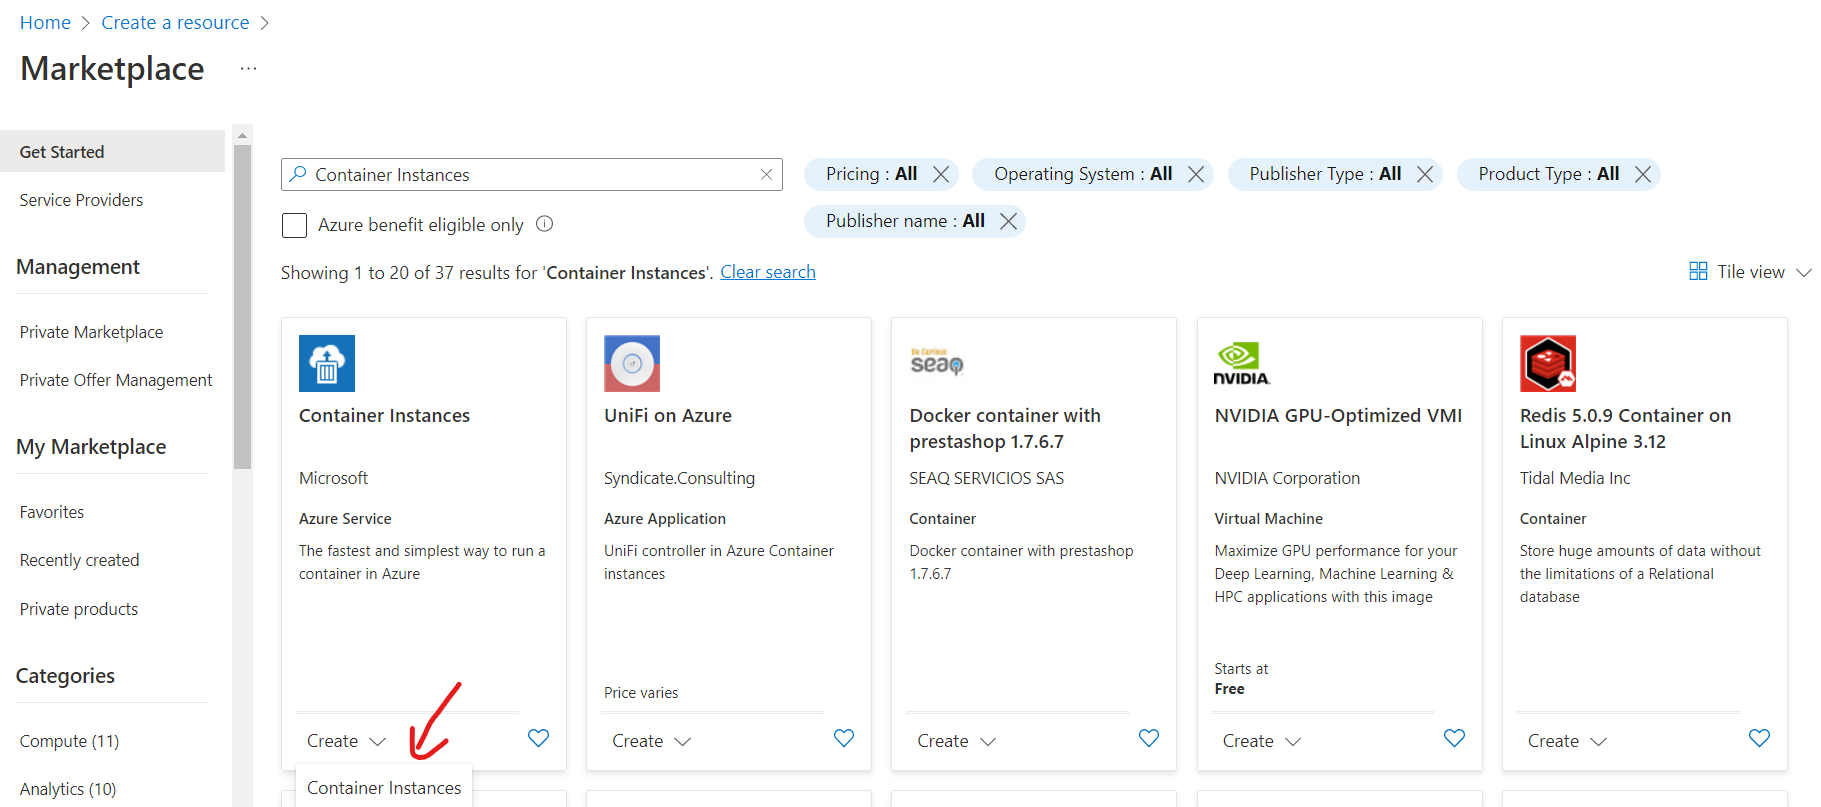 Home > Create a resource >
Marketplace ...
Get Started
Service Providers
Management
Private Marketplace
Private Offer Management
My Marketplace
Favorites
Recently created
Private products
Categories
Compute (11)
Analytics (10)
Container Instances
Pricing : All
Operating System : All
Publisher Type : All
Product Type : All
Azure benefit eligible only
Publisher name : All
Showing 1 to 20 of 37 results for 'Container Instances'. Clear search
Tile view
Container Instances
Microsoft
Azure Service
The fastest and simplest way to run a
container in Azure
Create
Container Instances
UniFi on Azure
Syndicate.Consulting
Azure Application
UniFi controller in Azure Container
instances
Price varies
Create
Be Curious
seaq
Docker container with
prestashop 1.7.6.7
SEAQ SERVICIOS SAS
Container
Docker container with prestashop
1.7.6.7
Create
NVIDIA.
NVIDIA GPU-Optimized VMI
NVIDIA Corporation
Virtual Machine
Maximize GPU performance for your
Deep Learning, Machine Learning &
HPC applications with this image
Starts at
Free
Create
Redis 5.0.9 Container on
Linux Alpine 3.12
Tidal Media Inc
Container
Store huge amounts of data without
the limitations of a Relational
database
Create